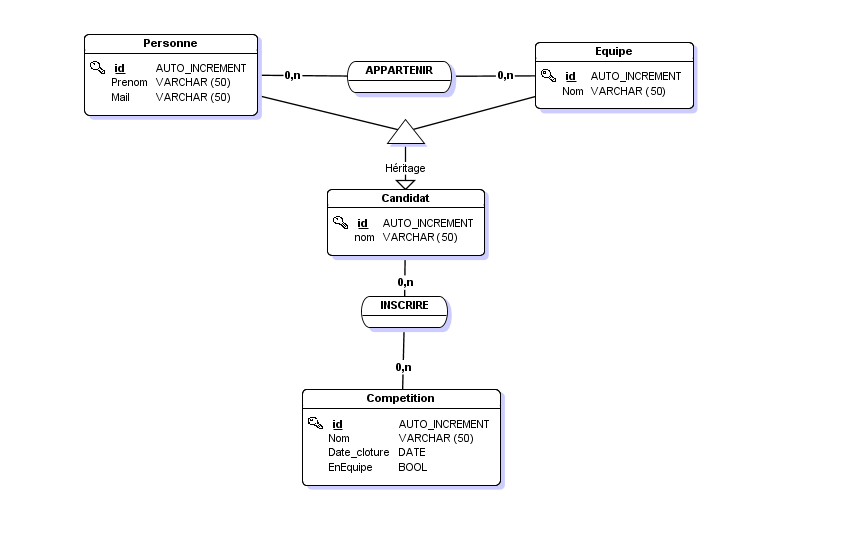 Personne
id AUTO_INCREMENT
Prenom VARCHAR (50)
Mail VARCHAR (50)
0,n
APPARTENIR
0,n
Equipe
id AUTO_INCREMENT
Nom VARCHAR (50)
Héritage
Candidat
id AUTO_INCREMENT
nom VARCHAR (50)
0,n
INSCRIRE
0,n
Competition
id AUTO_INCREMENT
Nom VARCHAR (50)
Date_cloture DATE
EnEquipe BOOL